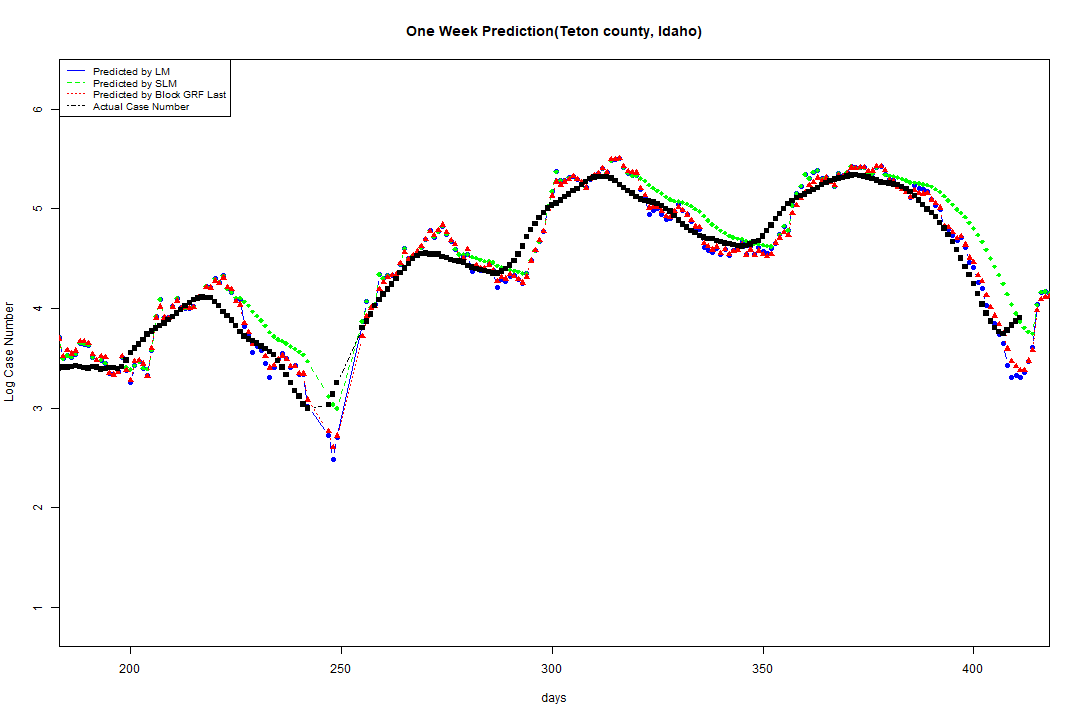 One Week Prediction(Teton county, Idaho)
Predicted by LM
Predicted by SLM
Predicted by Block GRF Last
Actual Case Number
6
5
4
3
2
1
Log Case Number
200 250 300 350 400
days